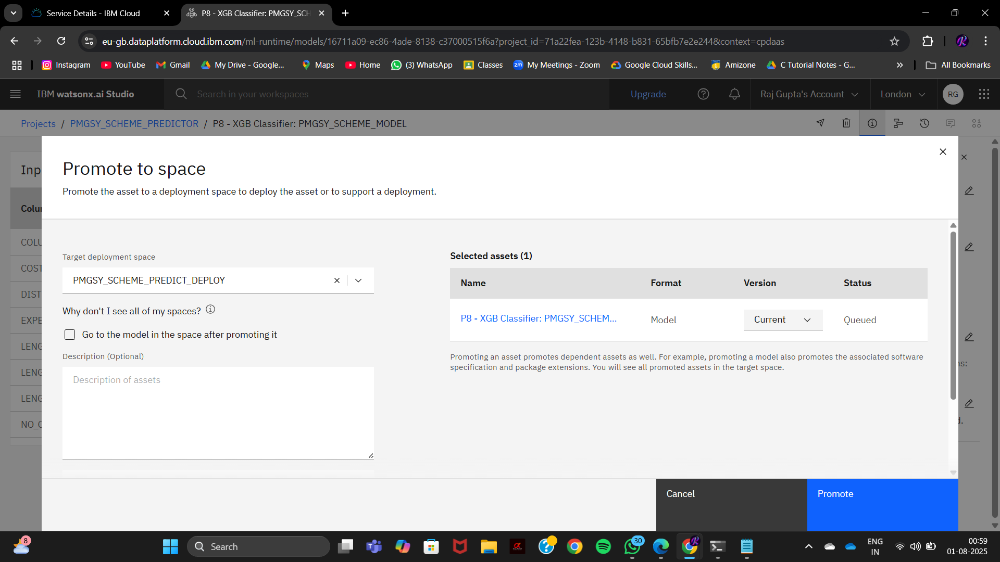 Service Details - IBM Cloud
P8 - XGB Classifier: PMGSY_SCH
eu-gb.dataplatform.cloud.ibm.com/ml-runtime/models/16711a09-ec86-4ade-8138-c37000515f6a?project_id=71a22fea-123b-4148-b831-65bfb7e2e244&context=cpdaas
Instagram YouTube Gmail My Drive - Google... Maps Home (3) WhatsApp Classes zm My Meetings - Zoom Google Cloud Skills... Amizone C Tutorial Notes - G... » All Bookmarks
IBM watsonx.ai Studio Search in your workspaces Upgrade Raj Gupta's Account London RG
Projects / PMGSY_SCHEME_PREDICTOR / P8 - XGB Classifier: PMGSY_SCHEME_MODEL
Inp
Colu
COLU
COST
DIST
EXPE
LENG
LENG
LENG
NO_C
Promote to space
Promote the asset to a deployment space to deploy the asset or to support a deployment.
Target deployment space
PMGSY_SCHEME_PREDICT_DEPLOY
Why don't I see all of my spaces?
Go to the model in the space after promoting it
Description (Optional)
Description of assets
Selected assets (1)
Name Format Version Status
P8 - XGB Classifier: PMGSY_SCHEM... Model Current Queued
Promoting an asset promotes dependent assets as well. For example, promoting a model also promotes the associated software
specification and package extensions. You will see all promoted assets in the target space.
Cancel Promote
8
Search
30
ENG
IN
00:59
01-08-2025